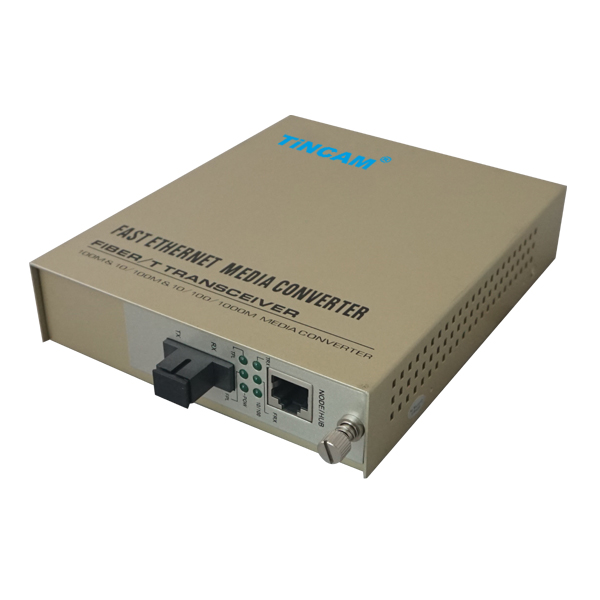 TiNCAM®
FAST ETHERNET MEDIA CONVERTER
FIBER/T TRANSCEIVER
100M & 10/100M & 10/100/1000M MEDIA CONVERTER
TX
RX
NODE/HUB